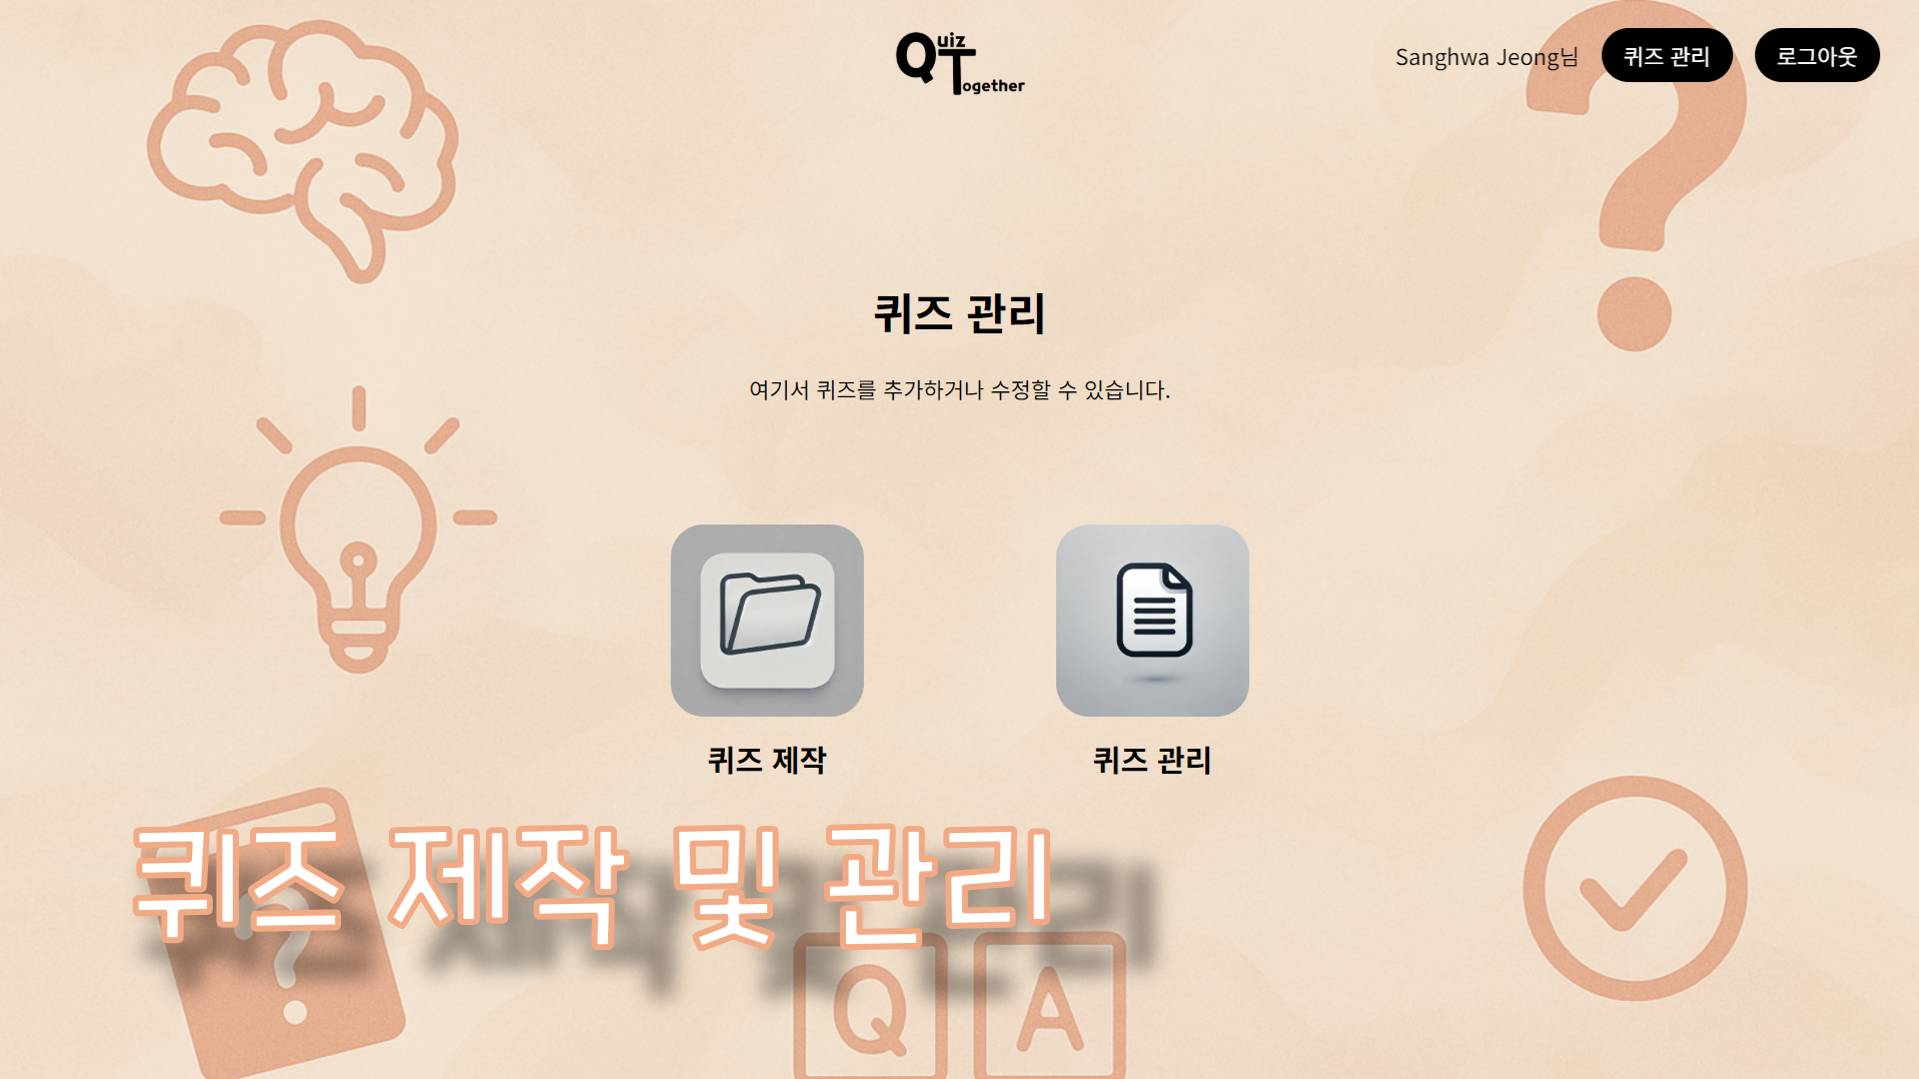 Quiz Together
Sanghwa Jeong님
퀴즈 관리
로그아웃
퀴즈 관리
여기서 퀴즈를 추가하거나 수정할 수 있습니다.
퀴즈 제작
퀴즈 관리
퀴즈 제작 및 관리
?
Q A